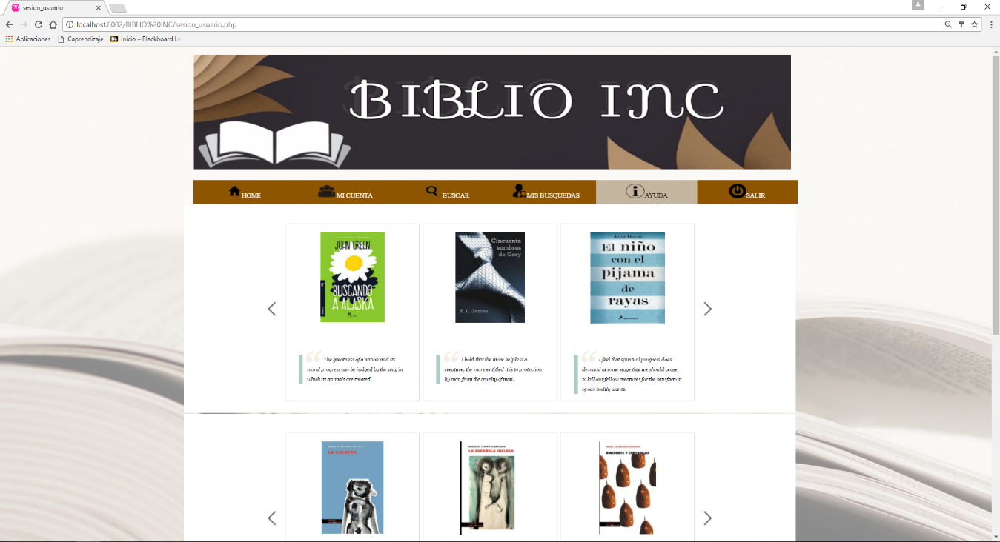 sesion_usuario
localhost:8082/BIBLIO%20INC/sesion_usuario.php
Aplicaciones
Caprendizaje
Bb
Inicio – Blackboard Le
BIBLIO INC
HOME
MI CUENTA
BUSCAR
MIS BUSQUEDAS
AYUDA
SALIR
JOHN GREEN
BUSCANDO
A ALASKA
Cincuenta
sombras
de Grey
E.L. James
John Boyne
El niño
con el
pijama
de
rayas
The greatness of a nation and its
moral progress can be judged by the way in
which its animals are treated.
I hold that the more helpless a
creature, the more entitled it is to protection
by man from the cruelty of man.
I feel that spiritual progress does
demand at some stage that we should cease
to kill our fellow creatures for the satisfaction
of our bodily wants.
MIGUEL DE CERVANTES SAAVEDRA
LA GALATEA
MIGUEL DE CERVANTES SAAVEDRA
LA ESPAÑOLA INGLESA
MIGUEL DE CERVANTES SAAVEDRA
RINCONETE Y CORTADILLO